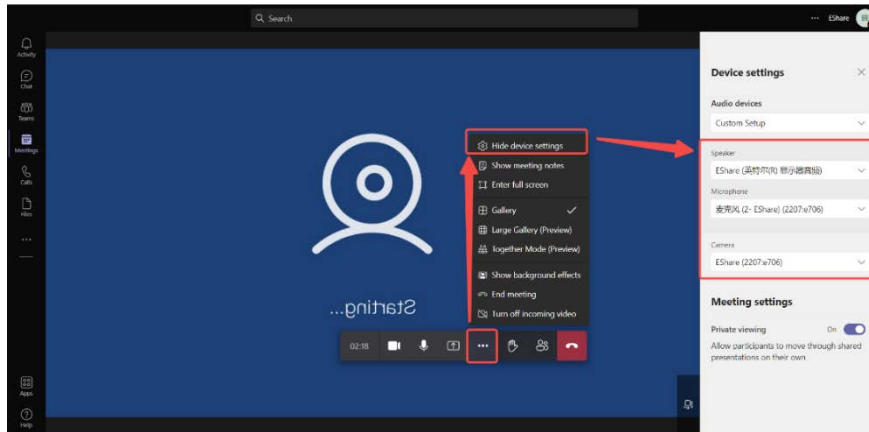 Search
EShare
Activity
Chat
Teams
Meetings
Calls
Files
Apps
Help
Starting...
02:18
Hide device settings
Show meeting notes
Enter full screen
Gallery
Large Gallery (Preview)
Together Mode (Preview)
Show background effects
End meeting
Turn off incoming video
Device settings
Audio devices
Custom Setup
Speaker
EShare (英特尔(R) 显示器音频)
Microphone
麦克风 (2- EShare) (2207:e706)
Camera
EShare (2207:e706)
Meeting settings
Private viewing On
Allow participants to move through shared
presentations on their own